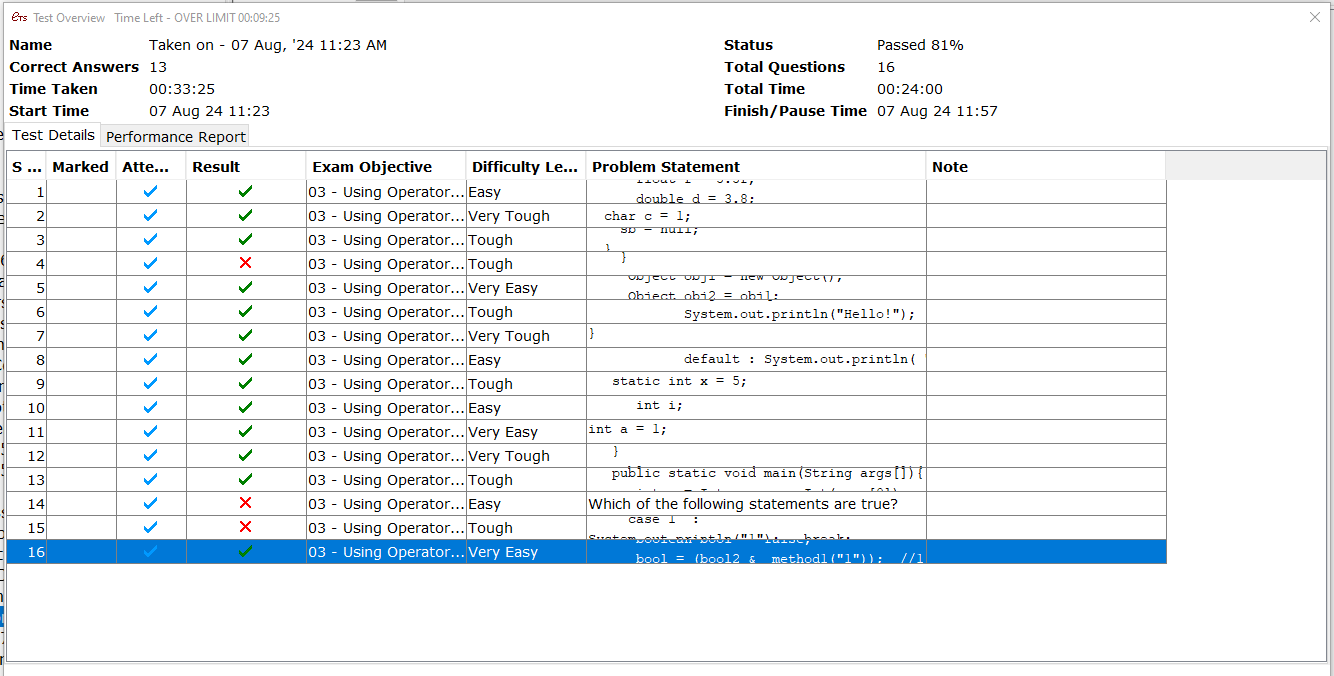 ets Test Overview Time Left - OVER LIMIT 00:09:25
Name Taken on - 07 Aug, '24 11:23 AM Status Passed 81%
Correct Answers 13 Total Questions 16
Time Taken 00:33:25 Total Time 00:24:00
Start Time 07 Aug 24 11:23 Finish/Pause Time 07 Aug 24 11:57
Test Details Performance Report
S ... Marked Atte... Result Exam Objective Difficulty Le... Problem Statement Note
1 03 - Using Operator... Easy
double d = 3.8;
2 03 - Using Operator... Very Tough char c = 1;
3 03 - Using Operator... Tough sb = null;
}
4 03 - Using Operator... Tough }
5 03 - Using Operator... Very Easy Object obj1 = new Object();
Object obj2 = obj1;
6 03 - Using Operator... Tough System.out.println("Hello!");
7 03 - Using Operator... Very Tough }
8 03 - Using Operator... Easy default : System.out.println(
9 03 - Using Operator... Tough static int x = 5;
10 03 - Using Operator... Easy int i;
11 03 - Using Operator... Very Easy int a = 1;
12 03 - Using Operator... Very Tough }
13 03 - Using Operator... Tough public static void main(String args[]){
14 03 - Using Operator... Easy Which of the following statements are true?
15 03 - Using Operator... Tough case 1 :
System.out.println("1"); break;
16 03 - Using Operator... Very Easy boolean bool = false;
bool = (bool2 & method1("1")); //1